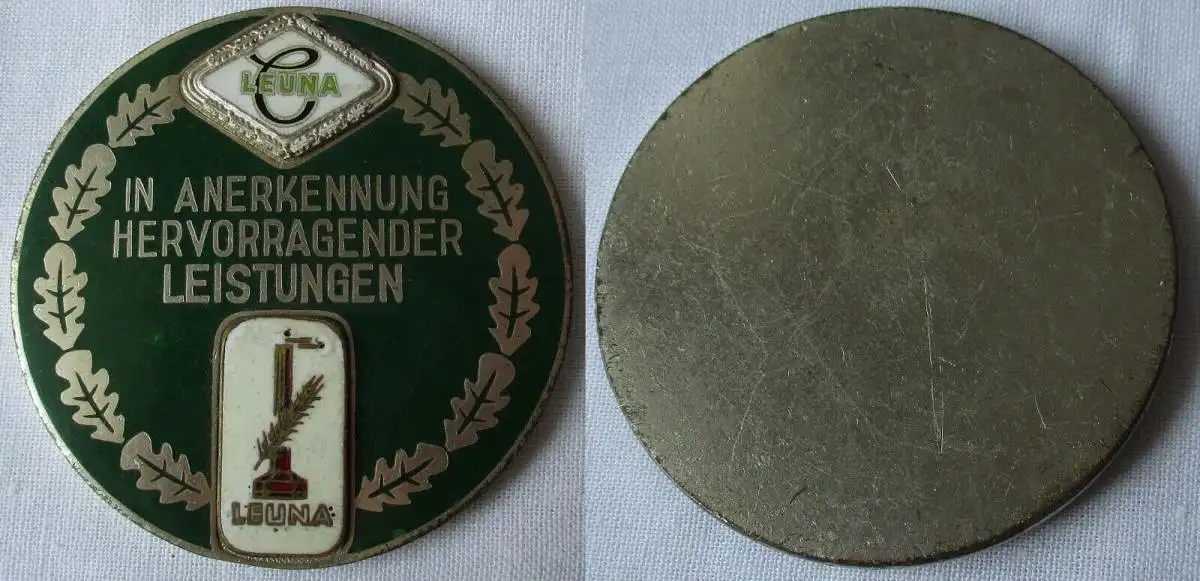 LEUNA
IN ANERKENNUNG
HERVORRAGENDER
LEISTUNGEN
LEUNA